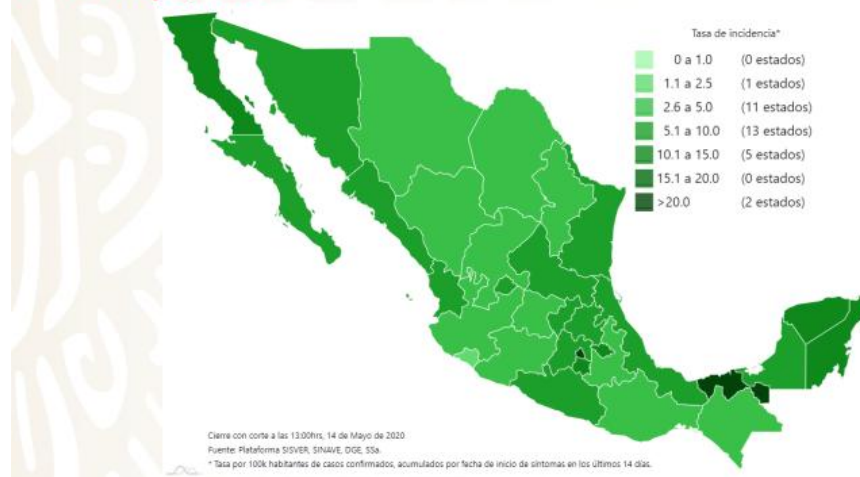 Tasa de incidencia*
0 a 1.0 (0 estados)
1.1 a 2.5 (1 estados)
2.6 a 5.0 (11 estados)
5.1 a 10.0 (13 estados)
10.1 a 15.0 (5 estados)
15.1 a 20.0 (0 estados)
>20.0 (2 estados)
Cierre con corte a las 13:00hrs, 14 de Mayo de 2020
Fuente: Plataforma SISVER, SINAVE, DGE, SSa.
* Tasa por 100k habitantes de casos confirmados, acumulados por fecha de inicio de síntomas en los últimos 14 días.